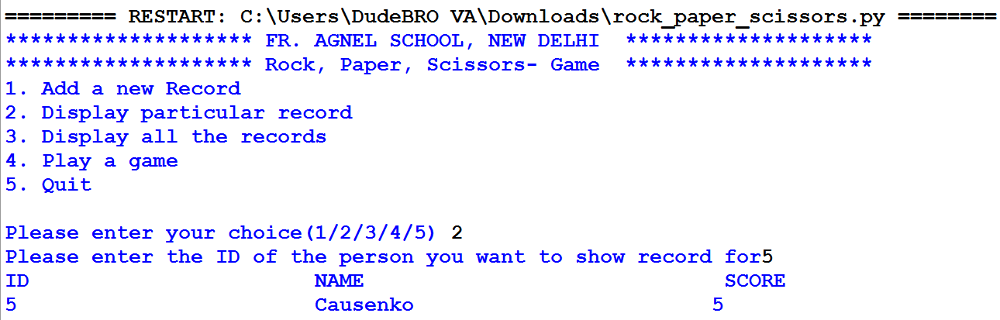 ========= RESTART: C:\Users\DudeBRO VA\Downloads\rock_paper_scissors.py ========
******************** FR. AGNEL SCHOOL, NEW DELHI  ********************
******************** Rock, Paper, Scissors- Game  ********************
1. Add a new Record
2. Display particular record
3. Display all the records
4. Play a game
5. Quit
Please enter your choice(1/2/3/4/5) 2
Please enter the ID of the person you want to show record for5
ID                       NAME                             SCORE
5                        Causenko                        5